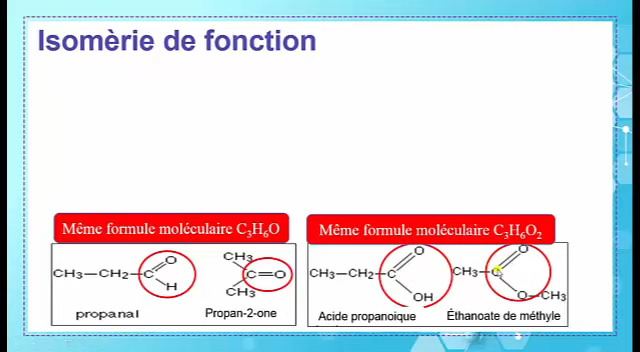 Isomèrie de fonction
Même formule moléculaire C₃H₆O
CH₃—CH₂—C
O
H
propanal
CH₃
C=O
CH₃
Propan-2-one
Même formule moléculaire C₃H₆O₂
CH₃—CH₂—C
O
OH
Acide propanoique
CH₃—C
O
O—CH₃
Éthanoate de méthyle